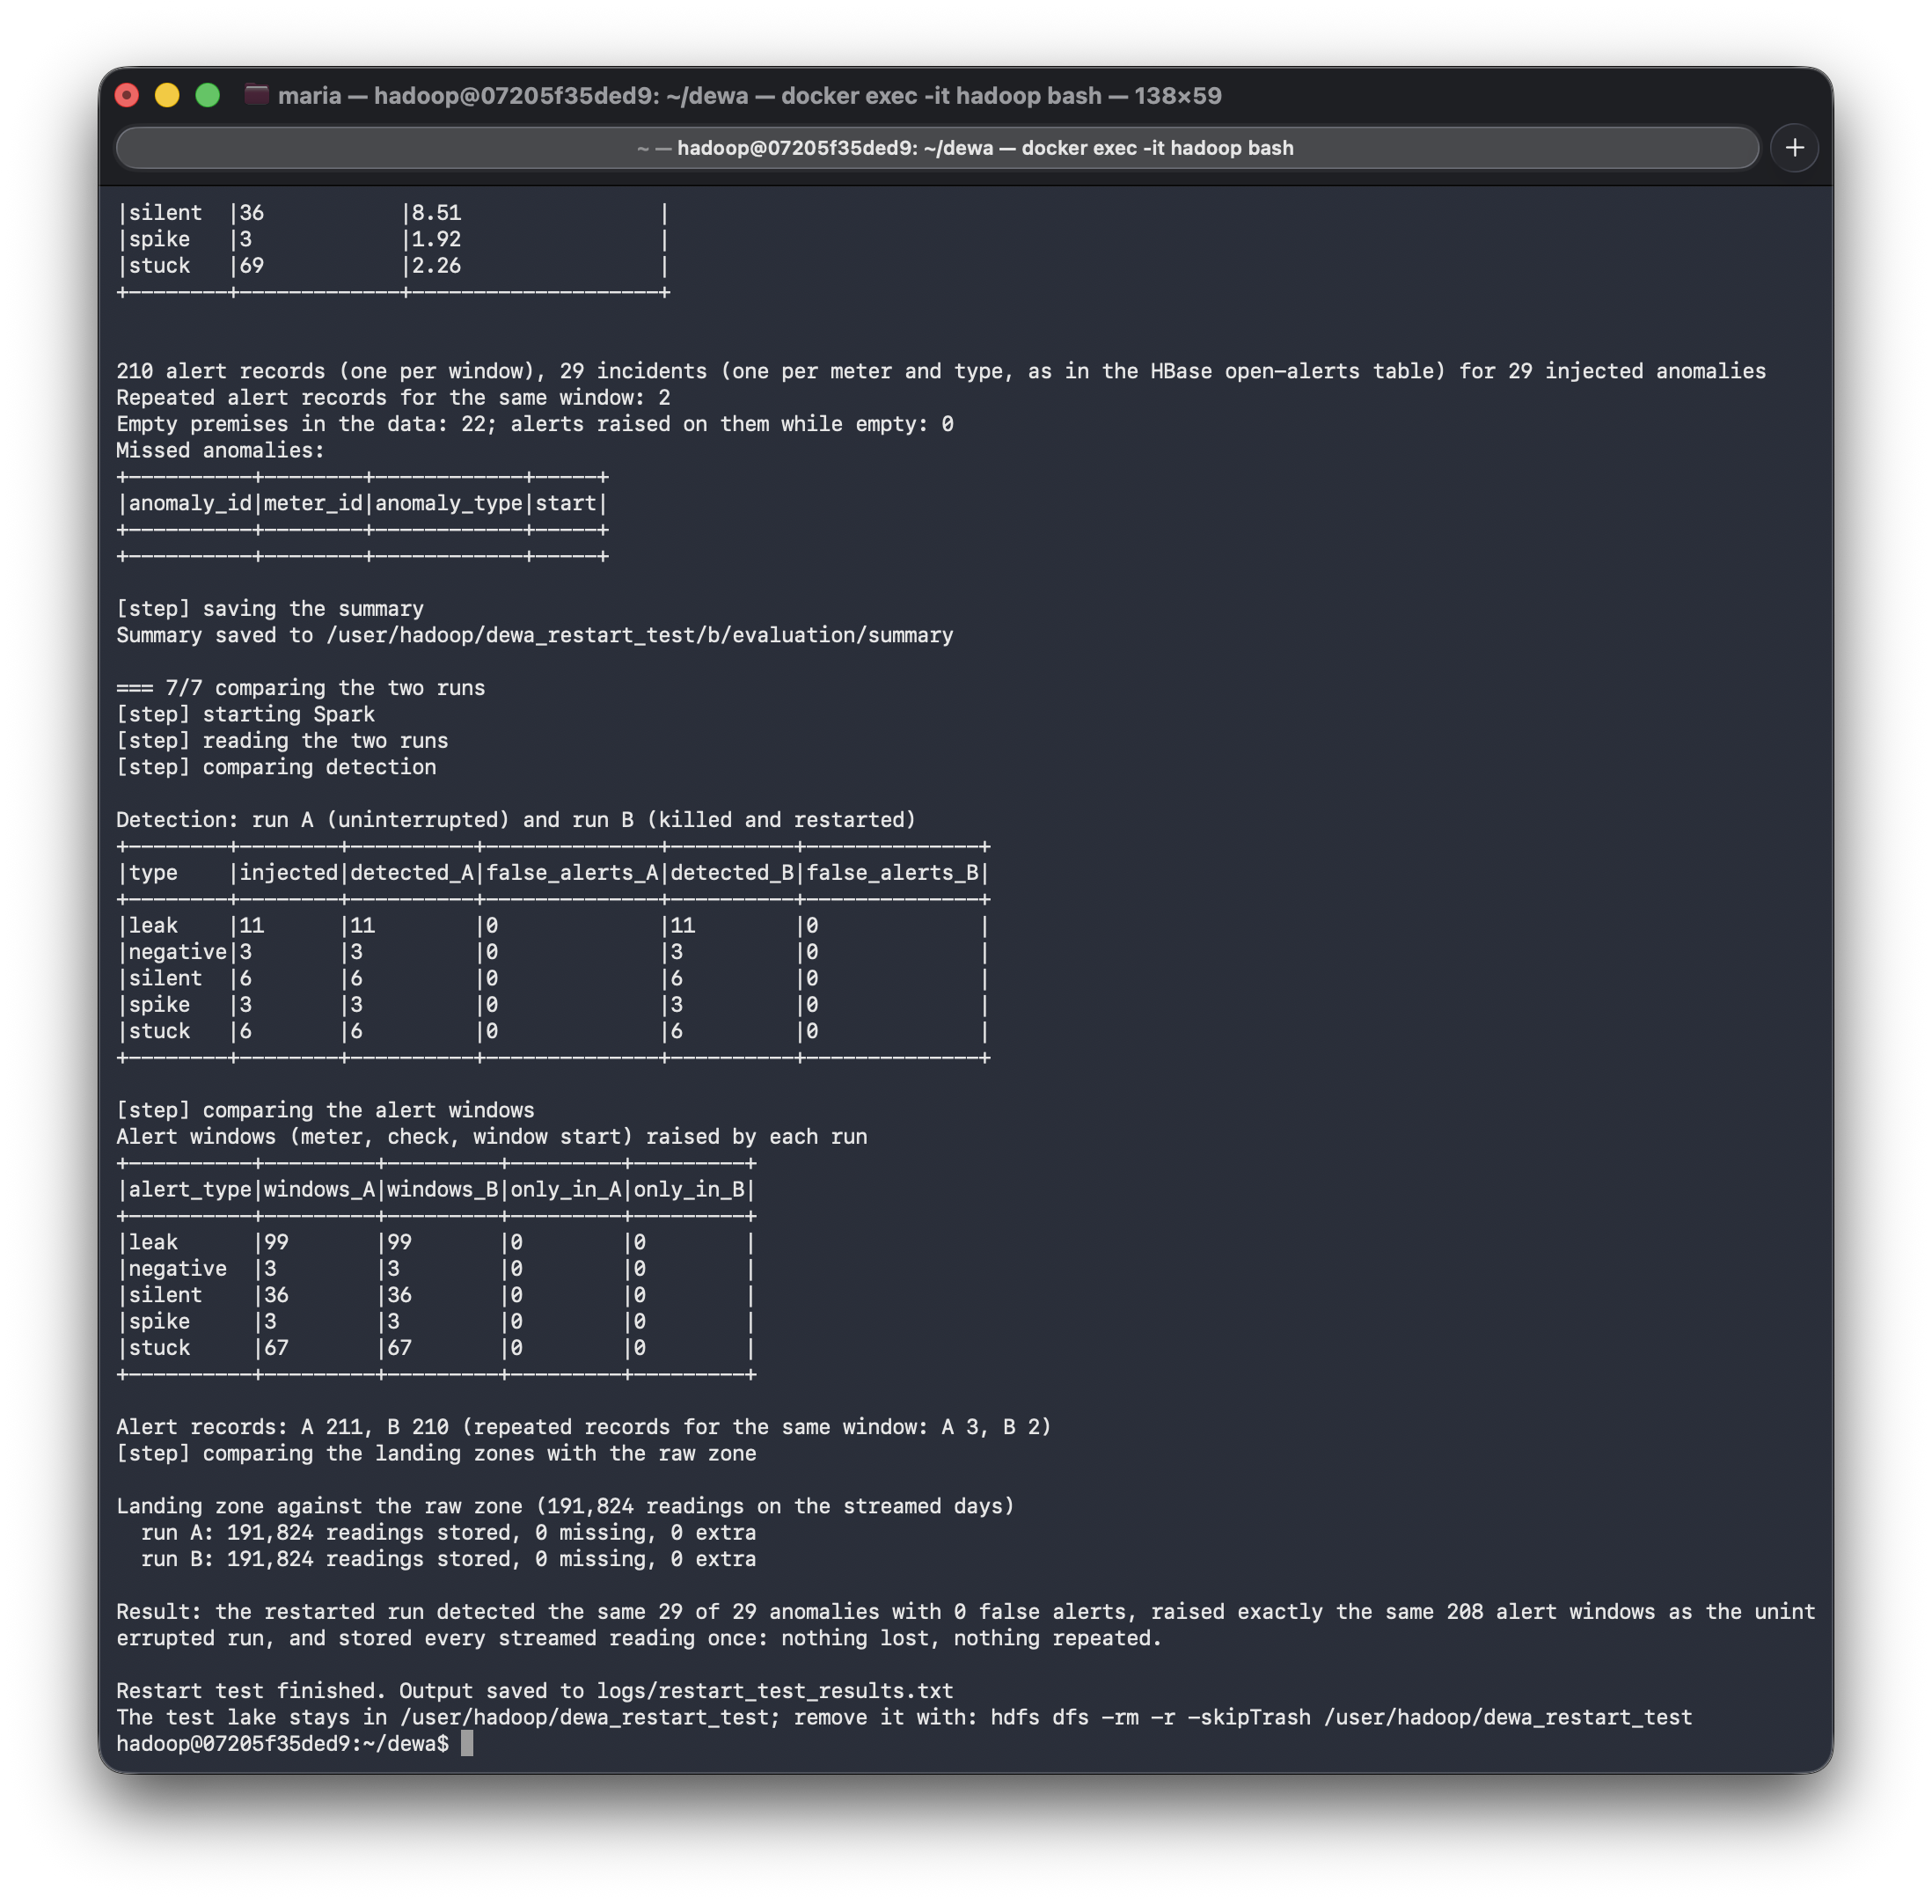 maria — hadoop@07205f35ded9: ~/dewa — docker exec -it hadoop bash — 138×59
~ — hadoop@07205f35ded9: ~/dewa — docker exec -it hadoop bash
+
|silent  |36           |8.51                |
|spike   |3            |1.92                |
|stuck   |69           |2.26                |
+--------+-------------+--------------------+
210 alert records (one per window), 29 incidents (one per meter and type, as in the HBase open-alerts table) for 29 injected anomalies
Repeated alert records for the same window: 2
Empty premises in the data: 22; alerts raised on them while empty: 0
Missed anomalies:
+----------+--------+------------+-----+
|anomaly_id|meter_id|anomaly_type|start|
+----------+--------+------------+-----+
+----------+--------+------------+-----+
[step] saving the summary
Summary saved to /user/hadoop/dewa_restart_test/b/evaluation/summary
=== 7/7 comparing the two runs
[step] starting Spark
[step] reading the two runs
[step] comparing detection
Detection: run A (uninterrupted) and run B (killed and restarted)
+--------+--------+----------+--------------+----------+--------------+
|type    |injected|detected_A|false_alerts_A|detected_B|false_alerts_B|
+--------+--------+----------+--------------+----------+--------------+
|leak    |11      |11        |0             |11        |0             |
|negative|3       |3         |0             |3         |0             |
|silent  |6       |6         |0             |6         |0             |
|spike   |3       |3         |0             |3         |0             |
|stuck   |6       |6         |0             |6         |0             |
+--------+--------+----------+--------------+----------+--------------+
[step] comparing the alert windows
Alert windows (meter, check, window start) raised by each run
+----------+---------+---------+---------+---------+
|alert_type|windows_A|windows_B|only_in_A|only_in_B|
+----------+---------+---------+---------+---------+
|leak      |99       |99       |0        |0        |
|negative  |3        |3        |0        |0        |
|silent    |36       |36       |0        |0        |
|spike     |3        |3        |0        |0        |
|stuck     |67       |67       |0        |0        |
+----------+---------+---------+---------+---------+
Alert records: A 211, B 210 (repeated records for the same window: A 3, B 2)
[step] comparing the landing zones with the raw zone
Landing zone against the raw zone (191,824 readings on the streamed days)
  run A: 191,824 readings stored, 0 missing, 0 extra
  run B: 191,824 readings stored, 0 missing, 0 extra
Result: the restarted run detected the same 29 of 29 anomalies with 0 false alerts, raised exactly the same 208 alert windows as the unint
errupted run, and stored every streamed reading once: nothing lost, nothing repeated.
Restart test finished. Output saved to logs/restart_test_results.txt
The test lake stays in /user/hadoop/dewa_restart_test; remove it with: hdfs dfs -rm -r -skipTrash /user/hadoop/dewa_restart_test
hadoop@07205f35ded9:~/dewa$